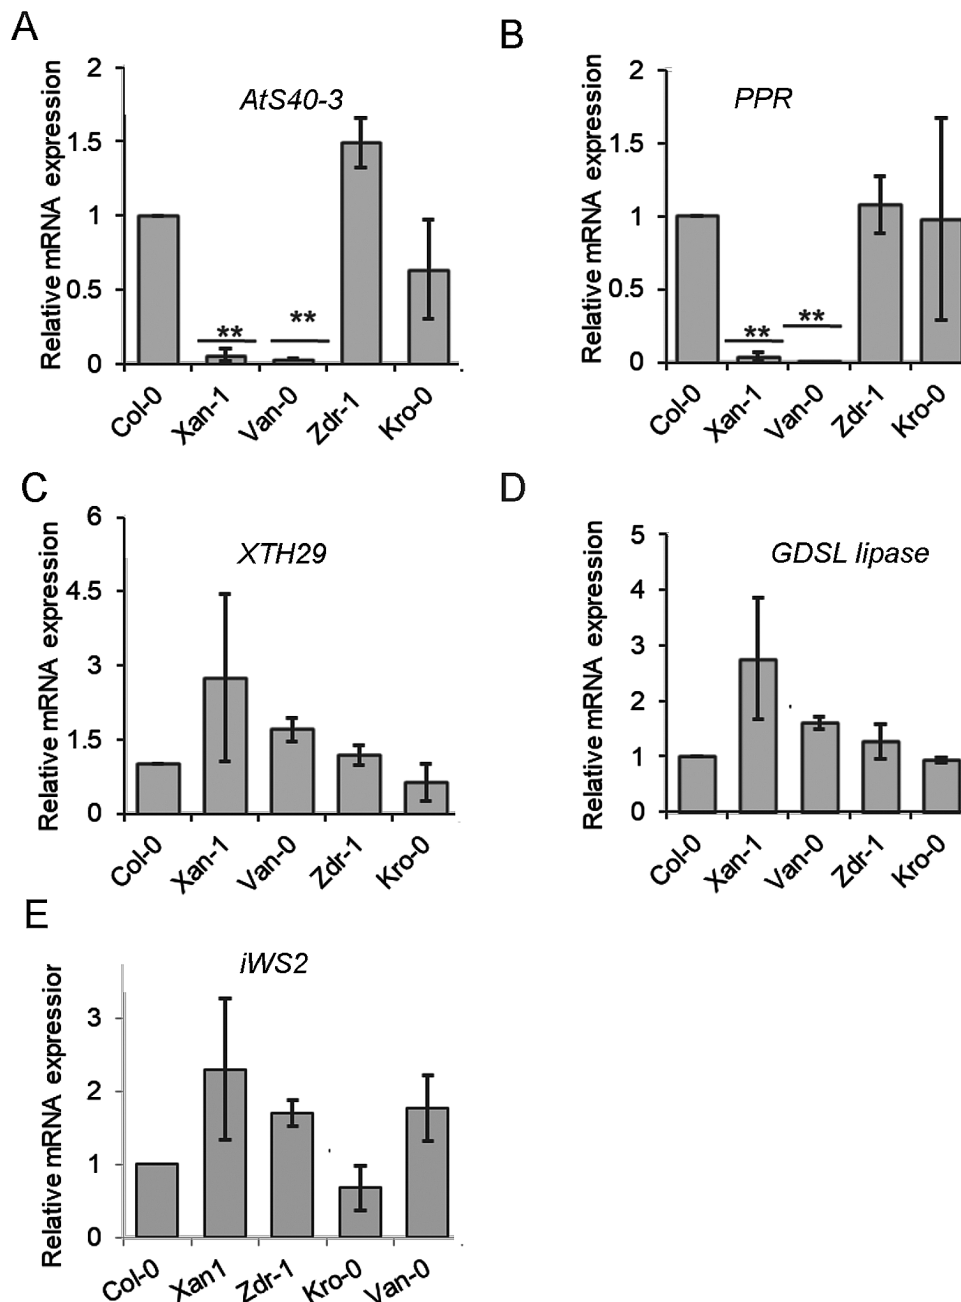 A
AtS40-3
Relative mRNA expression
2
1.5
1
0.5
0
**
**
Col-0
Xan-1
Van-0
Zdr-1
Kro-0
B
PPR
Relative mRNA expression
2
1.5
1
0.5
0
**
**
Col-0
Xan-1
Van-0
Zdr-1
Kro-0
C
XTH29
Relative mRNA expression
6
4.5
3
1.5
0
Col-0
Xan-1
Van-0
Zdr-1
Kro-0
D
GDSL lipase
Relative mRNA expression
5
4
3
2
1
0
Col-0
Xan-1
Van-0
Zdr-1
Kro-0
E
iWS2
Relative mRNA expressior
3
2
1
0
Col-0
Xan1
Zdr-1
Kro-0
Van-0